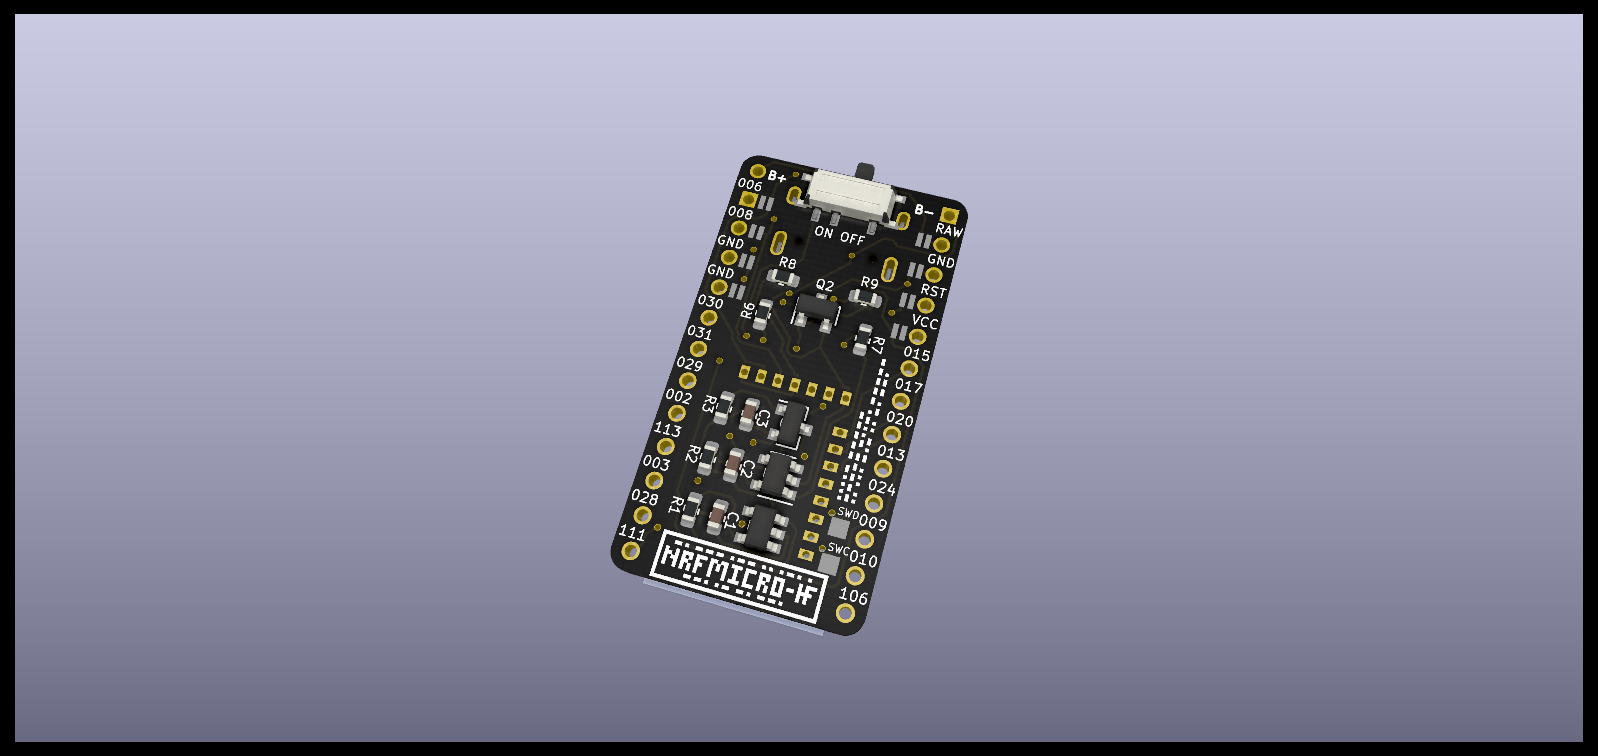 B+
006
008
GND
GND
030
031
029
002
113
003
028
111
ON OFF
B-
RAW
GND
RST
VCC
015
017
020
013
024
009
010
106
R8
Q2
R9
R6
R7
R3
C3
R2
C2
R1
C1
SWD
SWC
NRFMICRO-HF